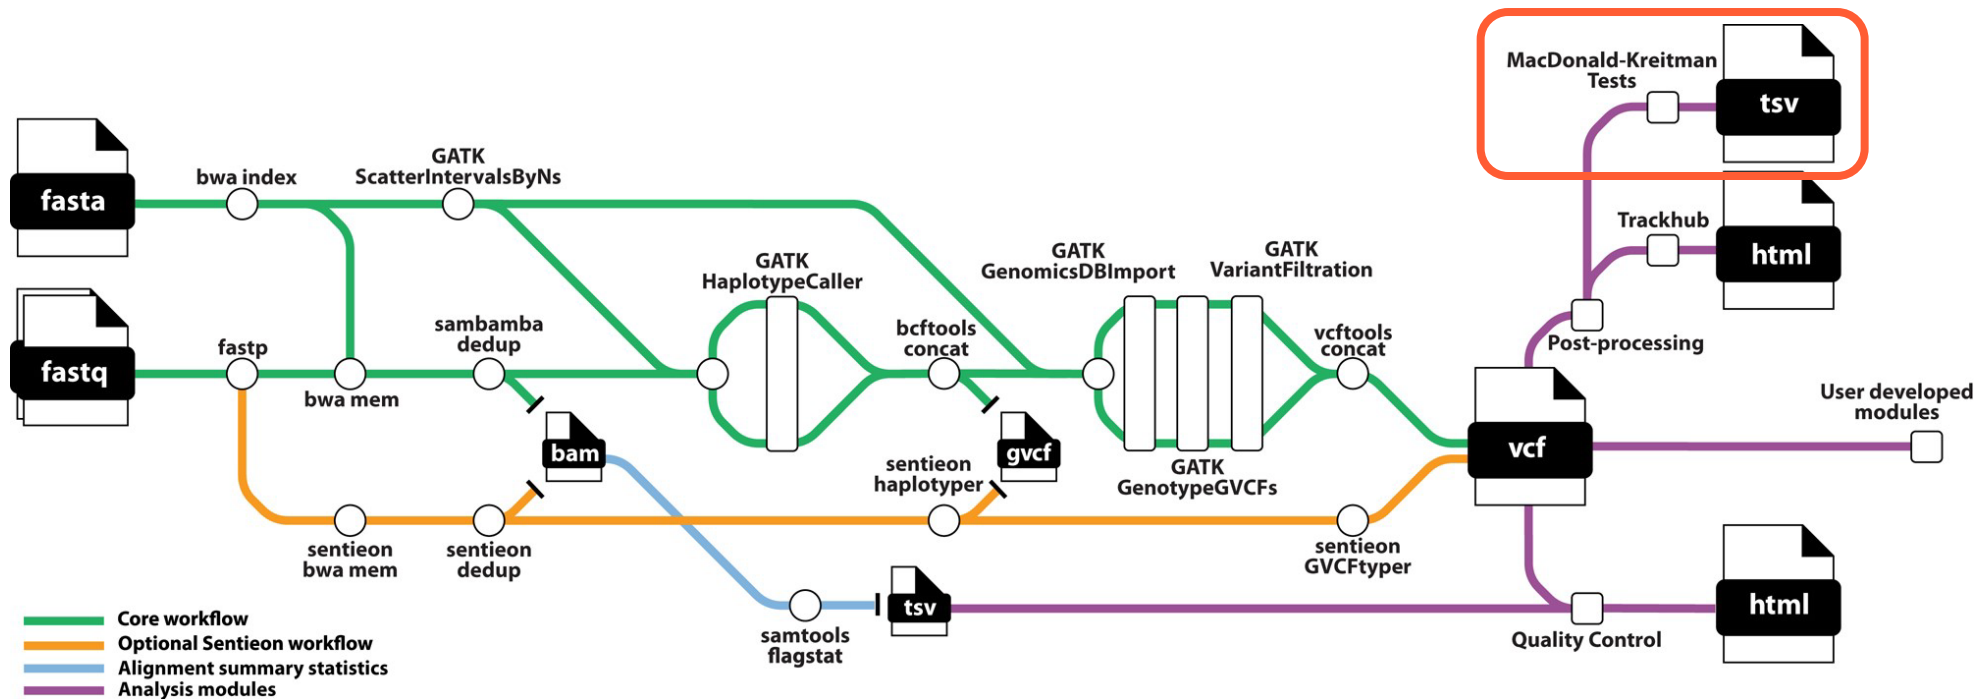 MacDonald-Kreitman
Tests
tsv
fasta
bwa index
GATK
ScatterIntervalsByNs
Trackhub
html
GATK
HaplotypeCaller
GATK
GenomicsDBImport
GATK
VariantFiltration
fastq
fastp
bwa mem
sambamba
dedup
bcftools
concat
vcftools
concat
Post-processing
User developed
modules
bam
gvcf
vcf
sentieon
haplotyper
GATK
GenotypeGVCFs
sentieon
bwa mem
sentieon
dedup
sentieon
GVCFtyper
samtools
flagstat
tsv
Quality Control
html
Core workflow
Optional Sentieon workflow
Alignment summary statistics
Analysis modules